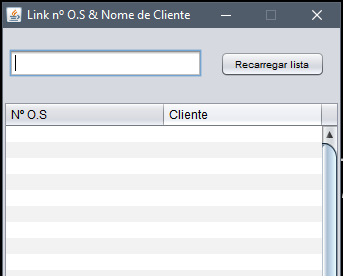 Link nº O.S & Nome de Cliente
Recarregar lista
Nº O.S Cliente